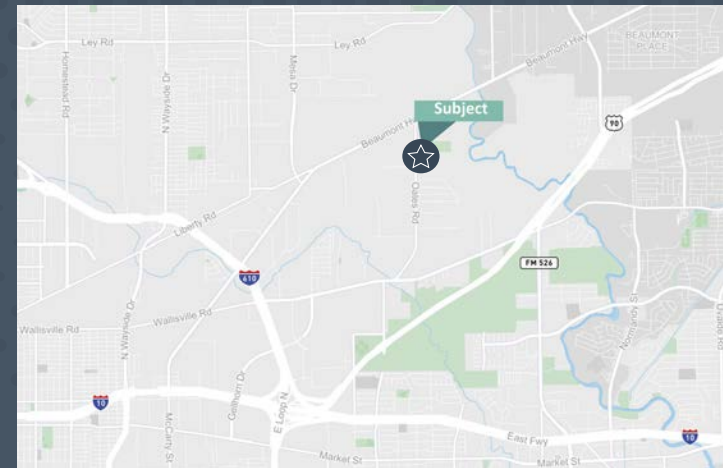 Ley Rd
Ley Rd
BEAUMONT
PLACE
Homestead Rd
N Wayside Dr
Mesa Dr
Beaumont Hwy
Subject
90
Beaumont H
Oates Rd
Liberty Rd
FM 526
610
Wallisville Rd
Wallisville Rd
N Wayside Dr
Normandy St
Uvalde Rd
Gellhorn Dr
10
E Loop N
McCarty St
East Fwy
10
Market St
Market St